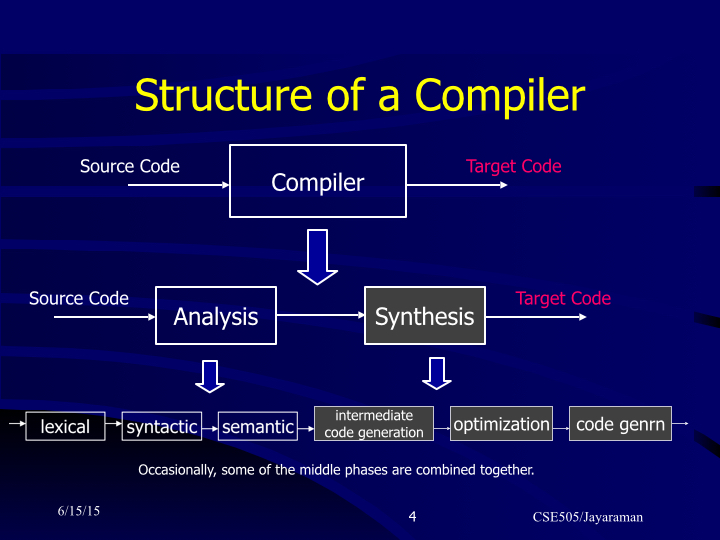 Structure of a Compiler
Source Code
Compiler
Target Code
Source Code
Analysis
Synthesis
Target Code
lexical
syntactic
semantic
intermediate
code generation
optimization
code genrn
Occasionally, some of the middle phases are combined together.
6/15/15
4
CSE505/Jayaraman